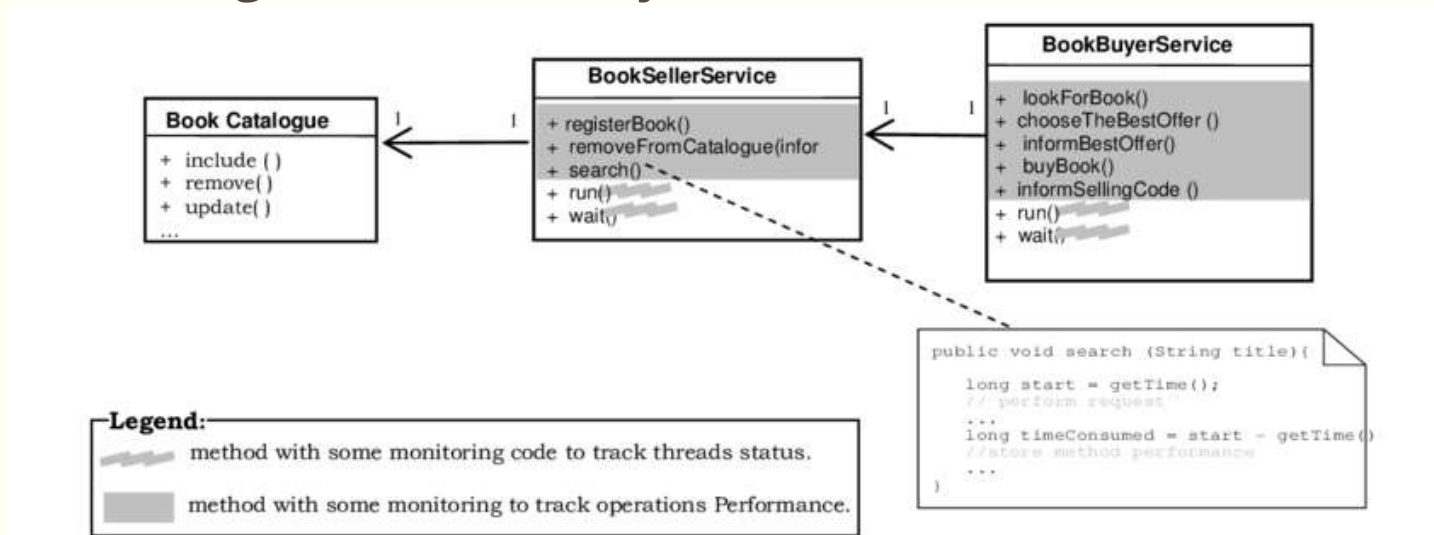 Book Catalogue
+ include ( )
+ remove( )
+ update( )
...
1
1
BookSellerService
+ registerBook()
+ removeFromCatalogue(infor
+ search()
+ run()
+ wait()
1
1
BookBuyerService
+ lookForBook()
+ chooseTheBestOffer ()
+ informBestOffer()
+ buyBook()
+ informSellingCode ()
+ run()
+ wait()
public void search (String title){
long start = getTime();
// perform request
...
long timeConsumed = start - getTime()
//store method performance
...
}
Legend:
method with some monitoring code to track threads status.
method with some monitoring to track operations Performance.